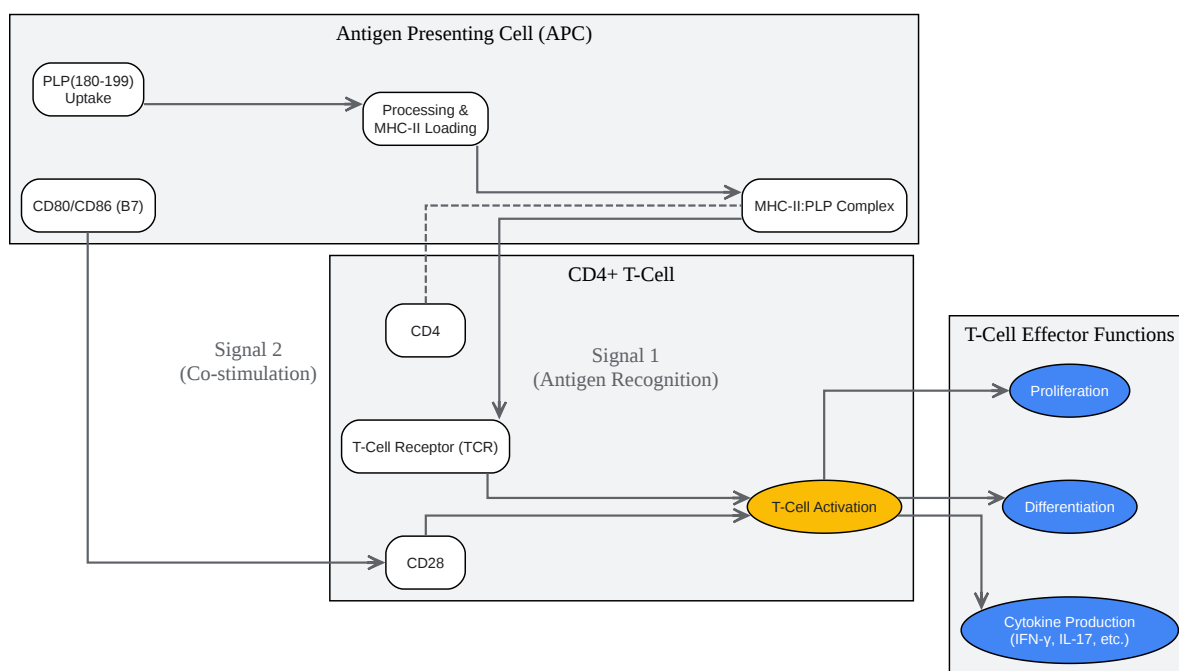 Antigen Presenting Cell (APC)
PLP(180-199)
Uptake
Processing &
MHC-II Loading
CD80/CD86 (B7)
MHC-II:PLP Complex
CD4+ T-Cell
CD4
Signal 2
(Co-stimulation)
Signal 1
(Antigen Recognition)
T-Cell Receptor (TCR)
T-Cell Activation
CD28
T-Cell Effector Functions
Proliferation
Differentiation
Cytokine Production
(IFN-γ, IL-17, etc.)